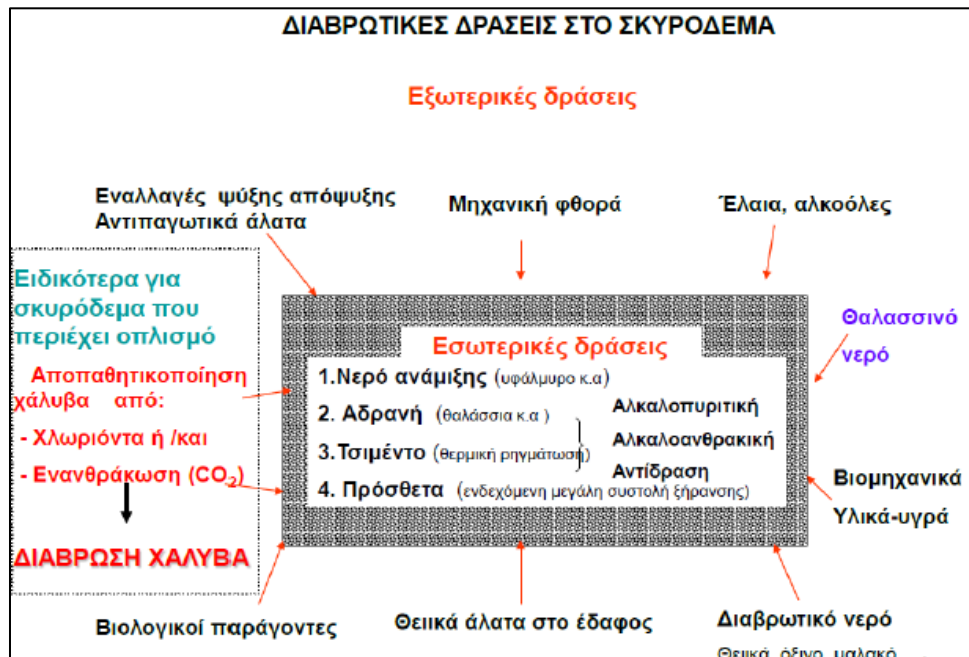 ΔΙΑΒΡΩΤΙΚΕΣ ΔΡΑΣΕΙΣ ΣΤΟ ΣΚΥΡΟΔΕΜΑ
Εξωτερικές δράσεις
Εναλλαγές ψύξης απόψυξης
Αντιπαγωτικά άλατα
Μηχανική φθορά
Έλαια, αλκοόλες
Ειδικότερα για
σκυρόδεμα που
περιέχει οπλισμό
Αποπαθητικοποίηση
χάλυβα από:
- Χλωριόντα ή /και
- Ενανθράκωση (CO₂)
ΔΙΑΒΡΩΣΗ ΧΑΛΥΒΑ
Εσωτερικές δράσεις
1.Νερό ανάμιξης (υφάλμυρο κ.α)
2. Αδρανή (θαλάσσια κ.α )
3.Τσιμέντο (θερμική ρηγμάτωση)
4. Πρόσθετα (ενδεχόμενη μεγάλη συστολή ξήρανσης)
Αλκαλοπυριτική
Αλκαλοανθρακική
Αντίδραση
Θαλασσινό
νερό
Βιομηχανικά
Υλικά-υγρά
Βιολογικοί παράγοντες
Θειικά άλατα στο έδαφος
Διαβρωτικό νερό
Θειικά όξινο μαλακό